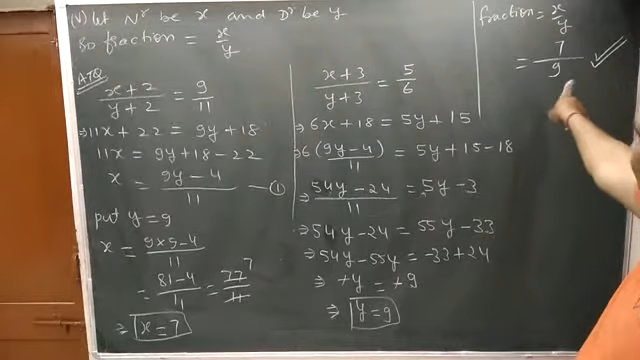 (V) Let Nʳ be x and Dʳ be y
So fraction = x/y
ATQ
(x+2)/(y+2) = 9/11
⇒ 11x + 22 = 9y + 18
11x = 9y + 18 - 22
x = (9y - 4)/11 — ①
put y = 9
x = (9×9-4)/11
= (81-4)/11 = 77/11 7
⇒ x = 7
(x+3)/(y+3) = 5/6
⇒ 6x + 18 = 5y + 15
⇒ 6(9y-4)/11 = 5y + 15 - 18
⇒ (54y - 24)/11 = 5y - 3
⇒ 54y - 24 = 55y - 33
⇒ 54y - 55y = -33 + 24
⇒ +y = +9
⇒ y = 9
fraction = x/y
= 7/9 ✓